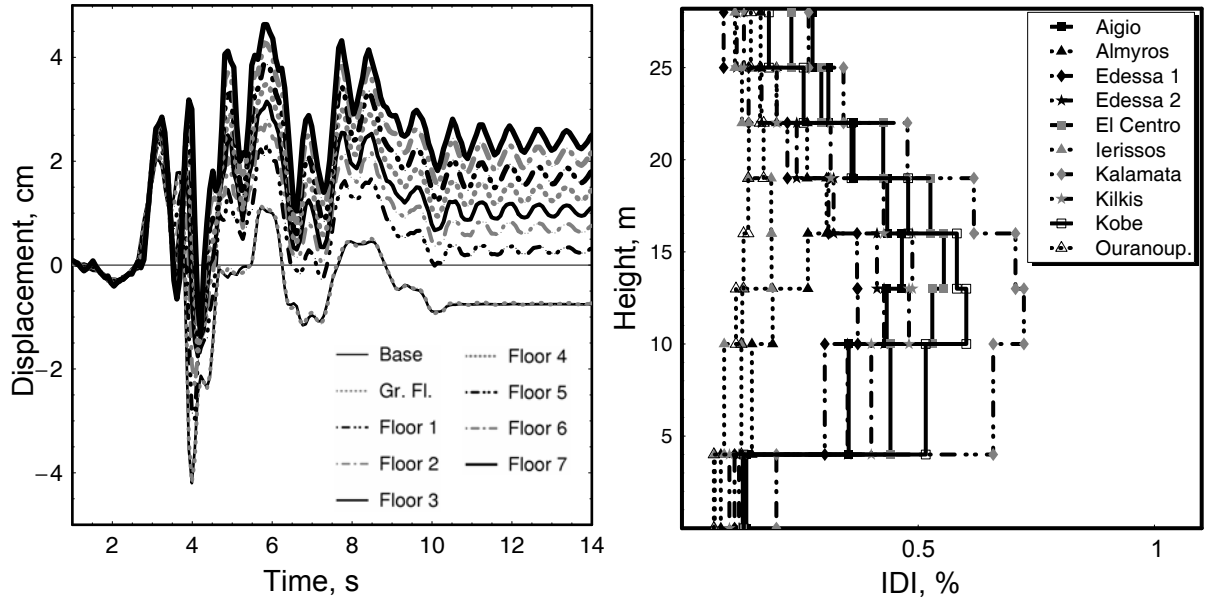 Displacement, cm
4
2
0
−2
−4
Base
Gr. Fl.
Floor 1
Floor 2
Floor 3
Floor 4
Floor 5
Floor 6
Floor 7
2 4 6 8 10 12 14
Time, s
Height, m
25
20
15
10
5
Aigio
Almyros
Edessa 1
Edessa 2
El Centro
Ierissos
Kalamata
Kilkis
Kobe
Ouranoup.
0.5 1
IDI, %